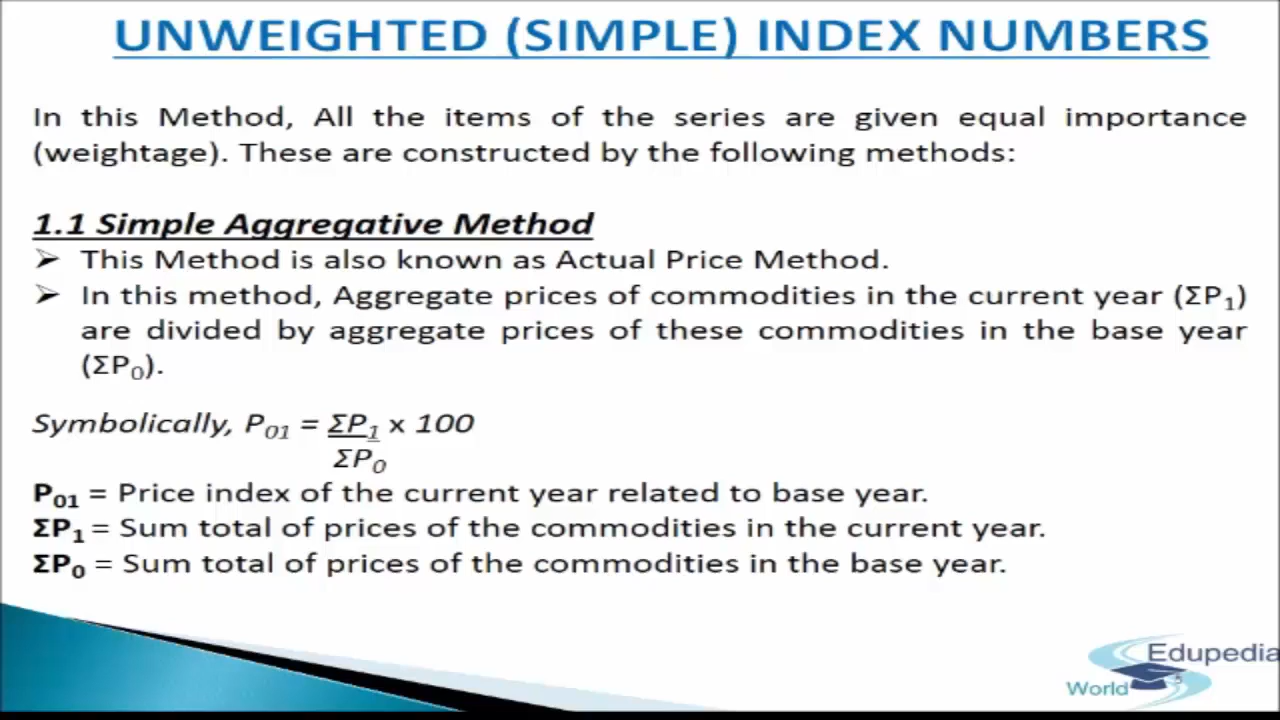 UNWEIGHTED (SIMPLE) INDEX NUMBERS
In this Method, All the items of the series are given equal importance
(weightage). These are constructed by the following methods:
1.1 Simple Aggregative Method
➢ This Method is also known as Actual Price Method.
➢ In this method, Aggregate prices of commodities in the current year (ΣP₁)
are divided by aggregate prices of these commodities in the base year
(ΣP₀).
Symbolically, P₀₁ = ΣP₁ x 100
ΣP₀
P₀₁ = Price index of the current year related to base year.
ΣP₁ = Sum total of prices of the commodities in the current year.
ΣP₀ = Sum total of prices of the commodities in the base year.
Edupedia
World